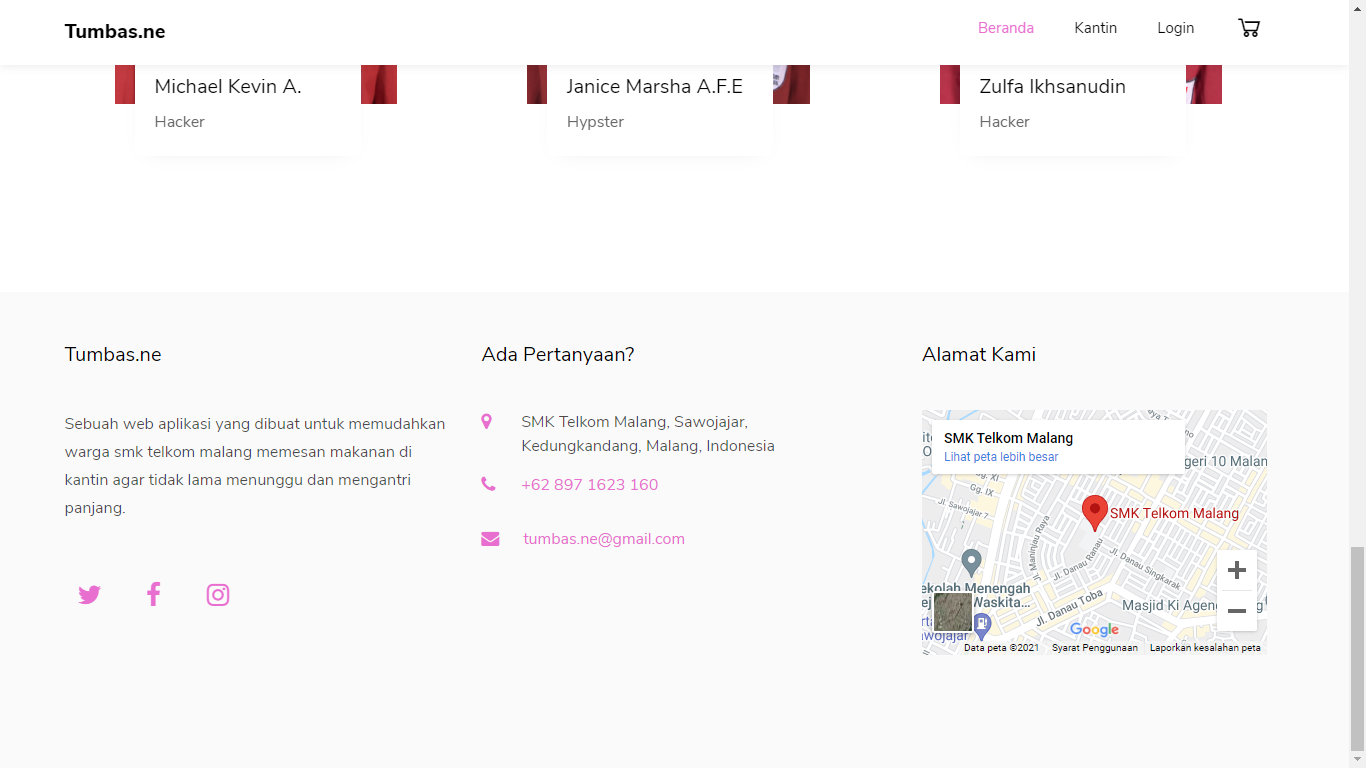 Tumbas.ne
Beranda
Kantin
Login
Michael Kevin A.
Hacker
Janice Marsha A.F.E
Hypster
Zulfa Ikhsanudin
Hacker
Tumbas.ne
Sebuah web aplikasi yang dibuat untuk memudahkan
warga smk telkom malang memesan makanan di
kantin agar tidak lama menunggu dan mengantri
panjang.
Ada Pertanyaan?
SMK Telkom Malang, Sawojajar,
Kedungkandang, Malang, Indonesia
+62 897 1623 160
tumbas.ne@gmail.com
Alamat Kami
SMK Telkom Malang
Lihat peta lebih besar
geri 10 Malan
Gg. XI
Gg. IX
Jl. Sawojajar 7
SMK Telkom Malang
Jl. Maninjau Raya
Jl. Danau Ranau
Jl. Danau Singkarak
ekolah Menengah
Waskita...
Jl. Danau Toba
Masjid Ki Agen
awojajar
Google
Data peta ©2021
Syarat Penggunaan
Laporkan kesalahan peta